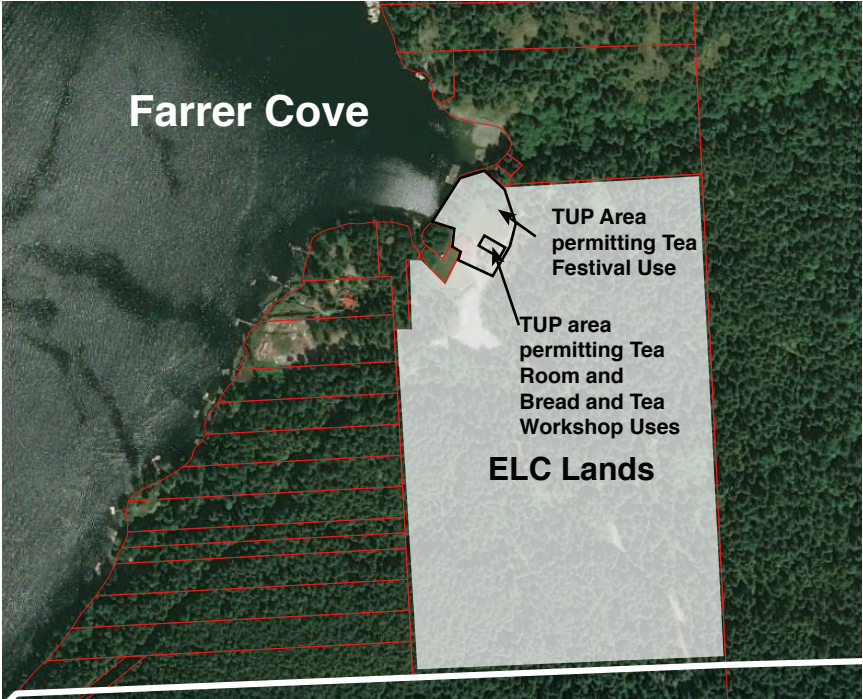 Farrer Cove
TUP Area
permitting Tea
Festival Use
TUP area
permitting Tea
Room and
Bread and Tea
Workshop Uses
ELC Lands